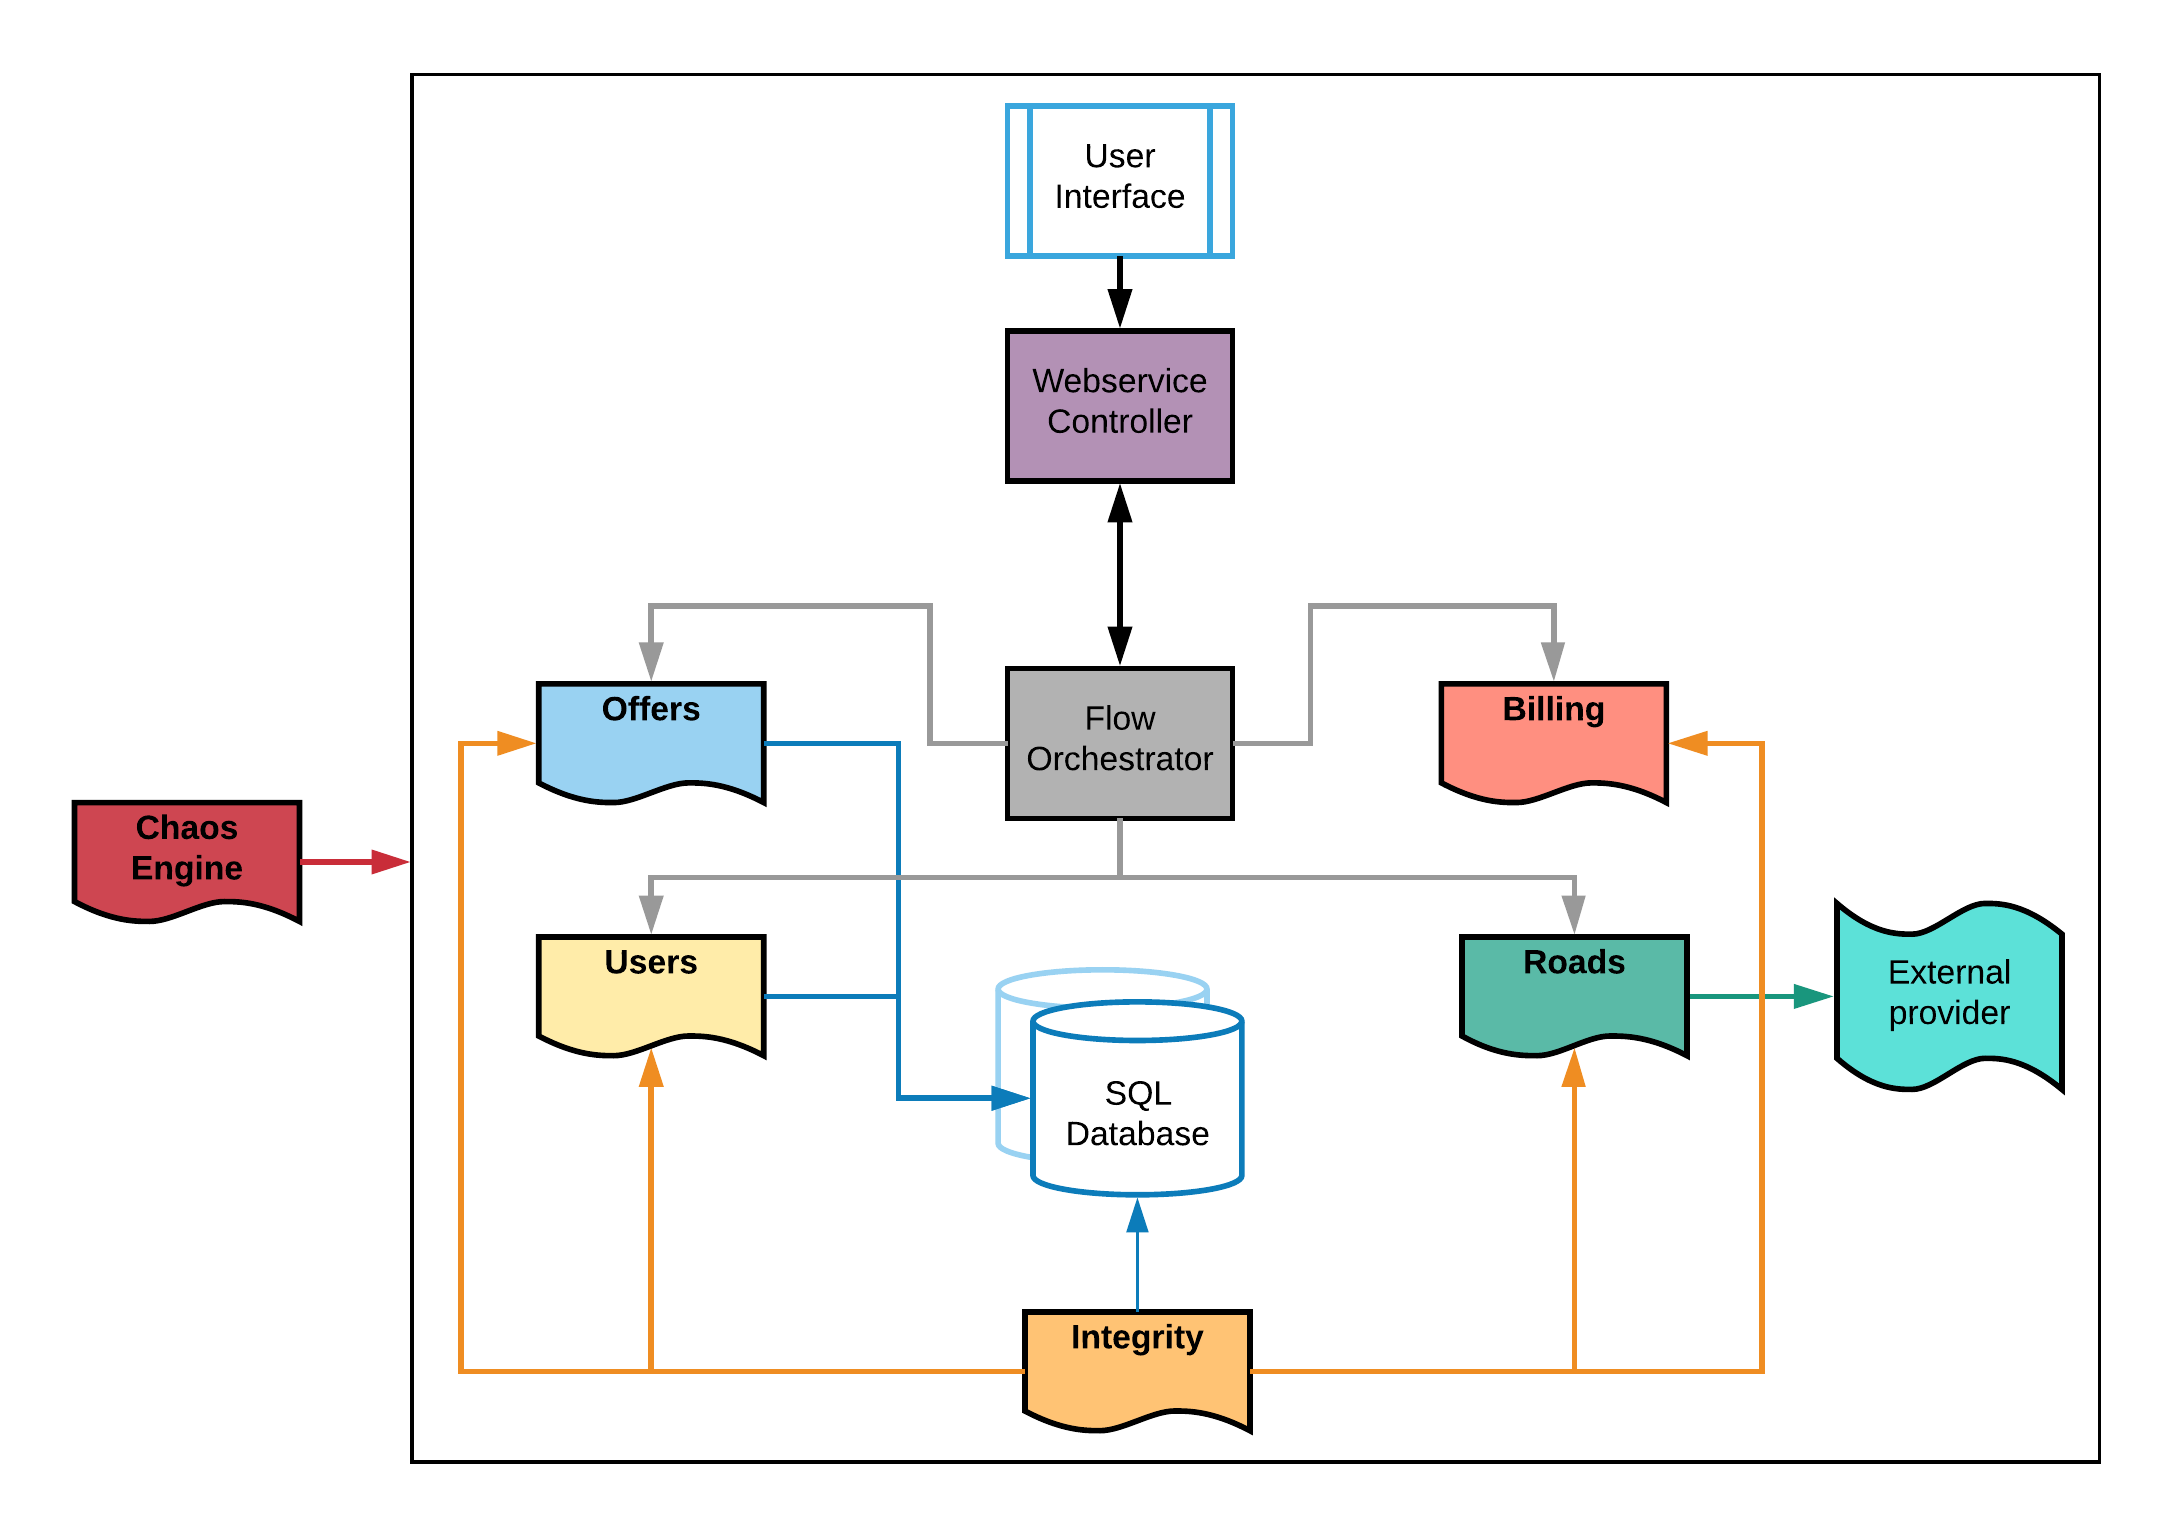 User
Interface
Webservice
Controller
Offers
Flow
Orchestrator
Billing
Chaos
Engine
Users
Roads
External
provider
SQL
Database
Integrity